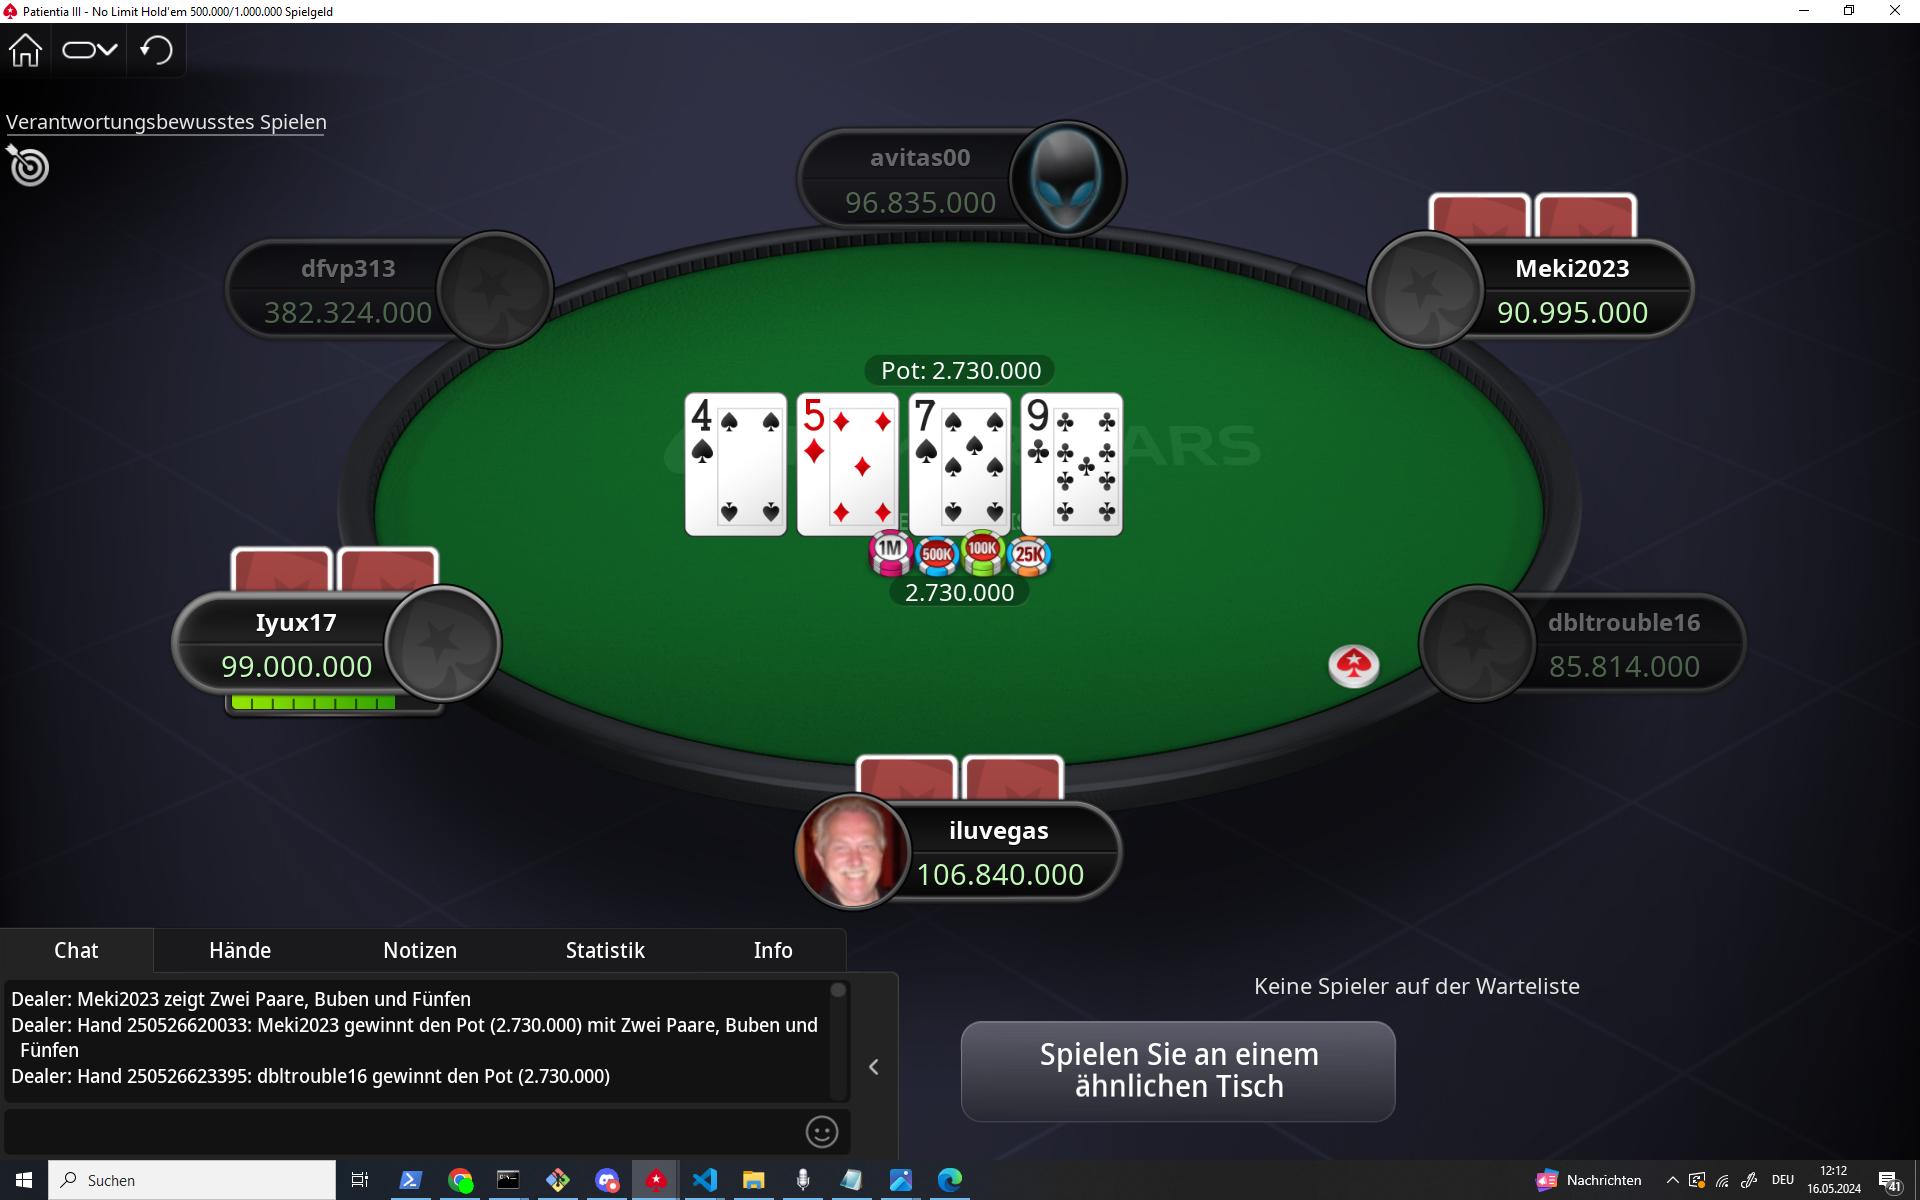 Patientia III - No Limit Hold'em 500.000/1.000.000 Spielgeld
Verantwortungsbewusstes Spielen
avitas00
96.835.000
dfvp313
382.324.000
Meki2023
90.995.000
Pot: 2.730.000
4 5 7 9
ARS
1M 500K 100K 25K
2.730.000
Iyux17
99.000.000
dbltrouble16
85.814.000
iluvegas
106.840.000
Chat Hände Notizen Statistik Info
Dealer: Meki2023 zeigt Zwei Paare, Buben und Fünfen
Dealer: Hand 250526620033: Meki2023 gewinnt den Pot (2.730.000) mit Zwei Paare, Buben und
Fünfen
Dealer: Hand 250526623395: dbltrouble16 gewinnt den Pot (2.730.000)
Keine Spieler auf der Warteliste
Spielen Sie an einem
ähnlichen Tisch
Suchen
Nachrichten
DEU
12:12
16.05.2024
41